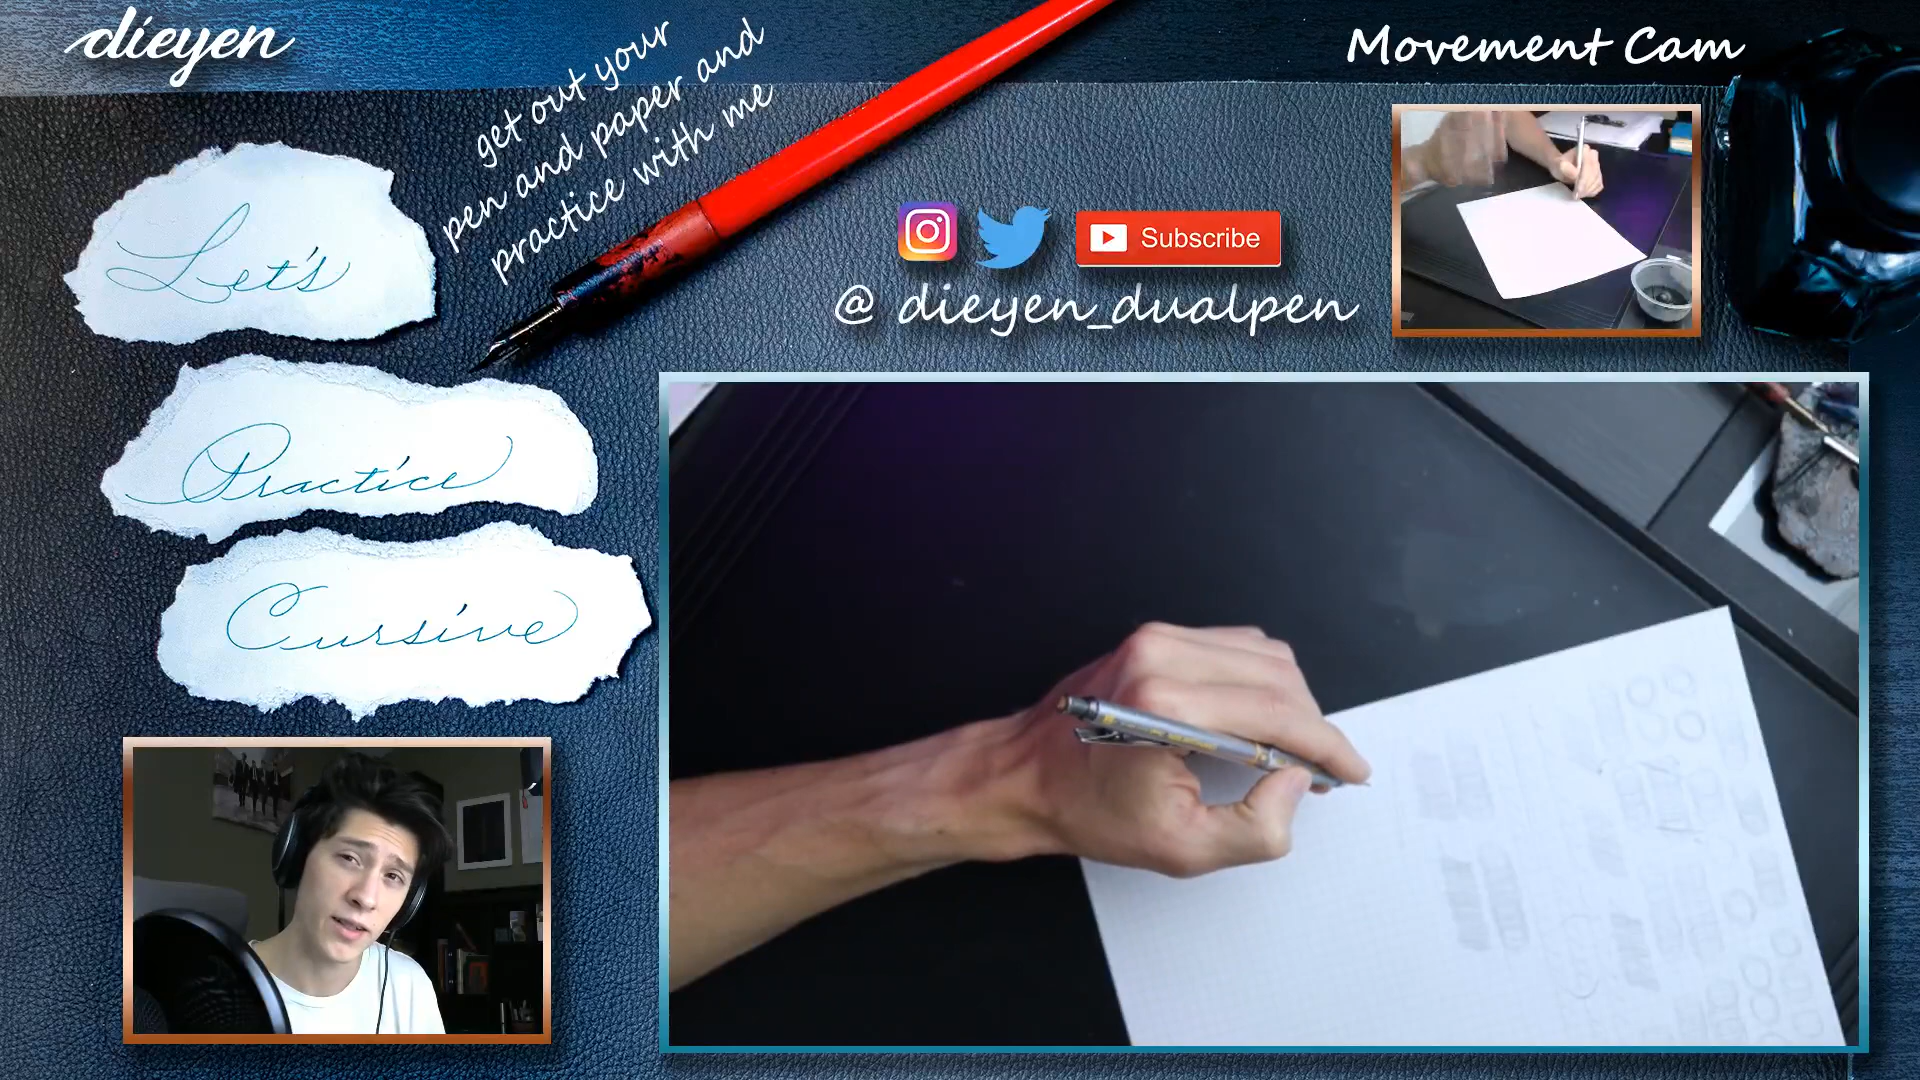 dieyen
get out your
pen and paper and
practice with me
Movement Cam
Let's
Practice
Cursive
Subscribe
@ dieyen_dualpen